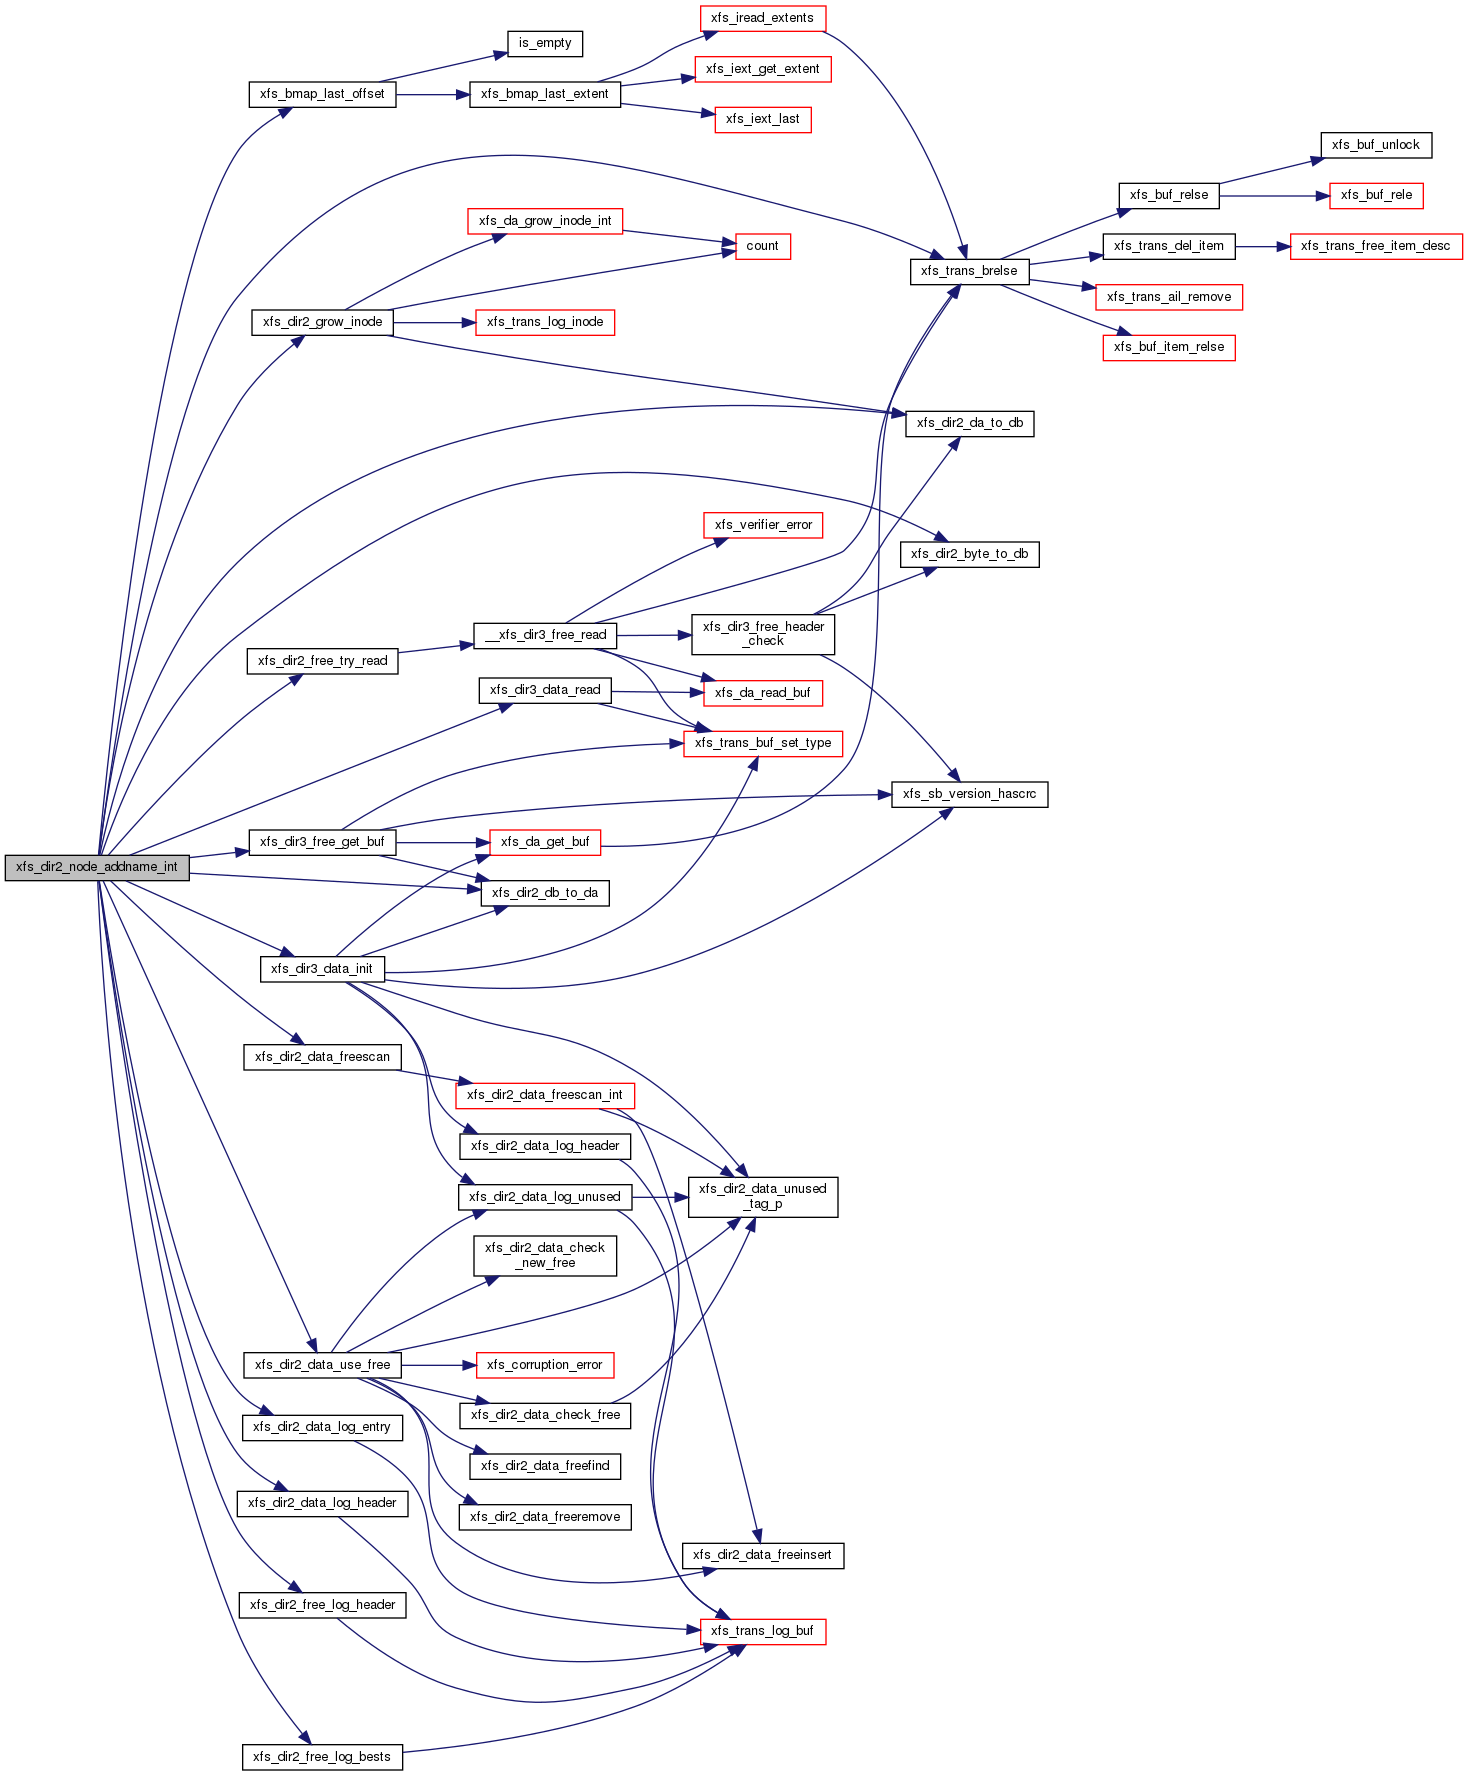 xfs_iread_extents
is_empty
xfs_iext_get_extent
xfs_bmap_last_offset
xfs_bmap_last_extent
xfs_iext_last
xfs_buf_unlock
xfs_buf_relse
xfs_buf_rele
xfs_da_grow_inode_int
count
xfs_trans_del_item
xfs_trans_free_item_desc
xfs_trans_brelse
xfs_trans_ail_remove
xfs_dir2_grow_inode
xfs_trans_log_inode
xfs_buf_item_relse
xfs_dir2_da_to_db
xfs_verifier_error
xfs_dir2_byte_to_db
__xfs_dir3_free_read
xfs_dir3_free_header
_check
xfs_dir2_free_try_read
xfs_dir3_data_read
xfs_da_read_buf
xfs_trans_buf_set_type
xfs_sb_version_hascrc
xfs_dir3_free_get_buf
xfs_da_get_buf
xfs_dir2_node_addname_int
xfs_dir2_db_to_da
xfs_dir3_data_init
xfs_dir2_data_freescan
xfs_dir2_data_freescan_int
xfs_dir2_data_log_header
xfs_dir2_data_log_unused
xfs_dir2_data_unused
_tag_p
xfs_dir2_data_check
_new_free
xfs_dir2_data_use_free
xfs_corruption_error
xfs_dir2_data_check_free
xfs_dir2_data_log_entry
xfs_dir2_data_freefind
xfs_dir2_data_log_header
xfs_dir2_data_freeremove
xfs_dir2_data_freeinsert
xfs_dir2_free_log_header
xfs_trans_log_buf
xfs_dir2_free_log_bests